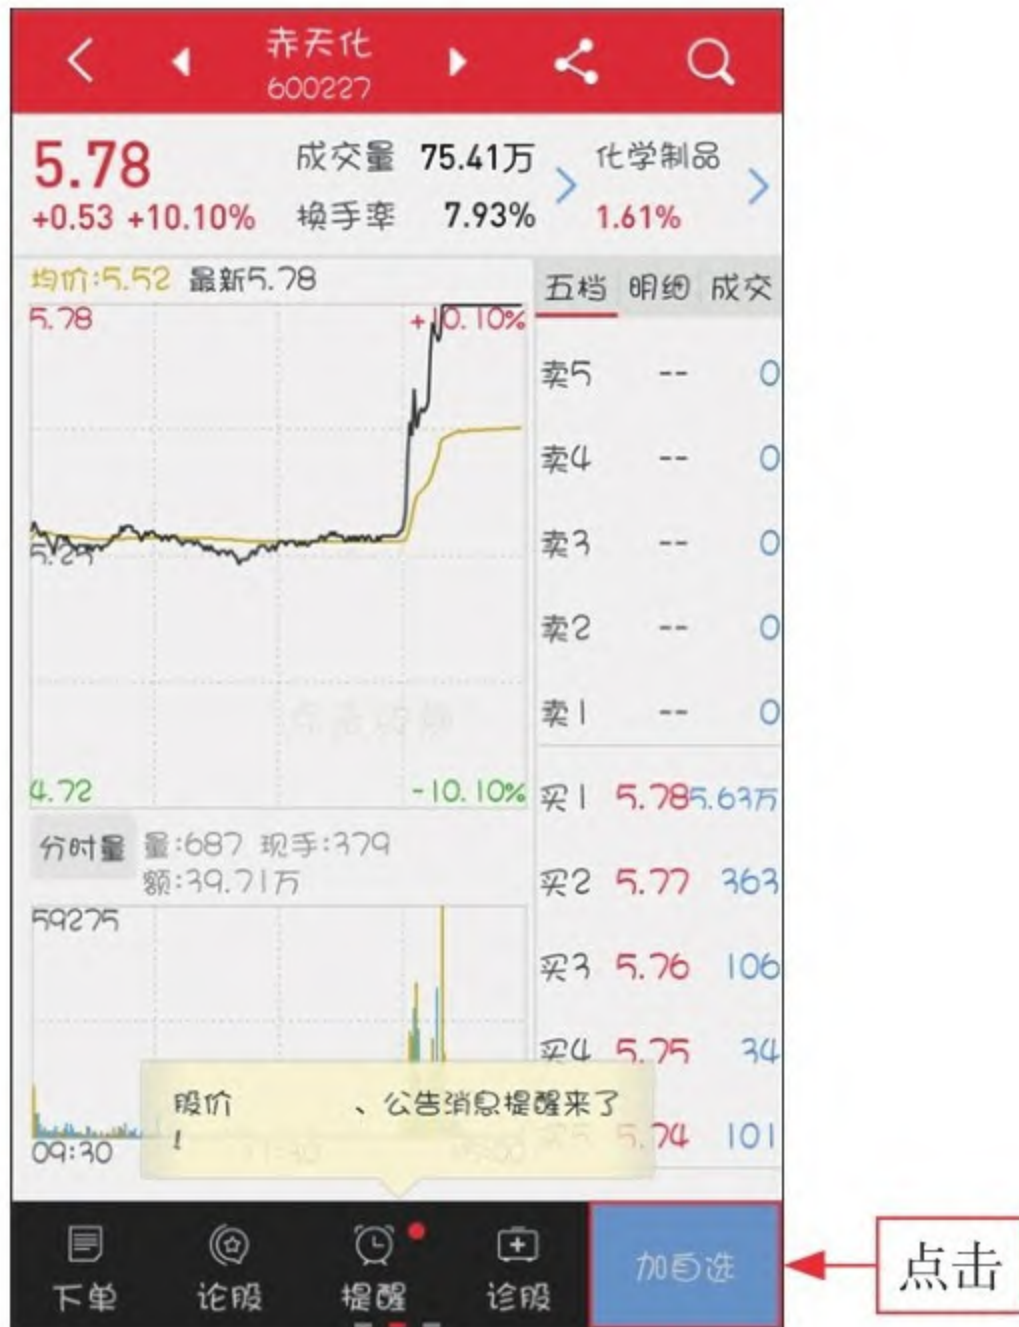 赤天化
600227
5.78 成交量 75.41万 化学制品
+0.53 +10.10% 换手率 7.93% 1.61%
均价:5.52 最新5.78 五档 明细 成交
5.78 +10.10%
卖5 -- 0
卖4 -- 0
卖3 -- 0
卖2 -- 0
卖1 -- 0
4.72 -10.10%
买1 5.78 5.63万
分时量 量:687 现手:379
额:39.71万
买2 5.77 363
59275
买3 5.76 106
买4 5.75 34
股价 、公告消息提醒来了
!
5.74 101
09:30
下单 论股 提醒 诊股 加自选
点击